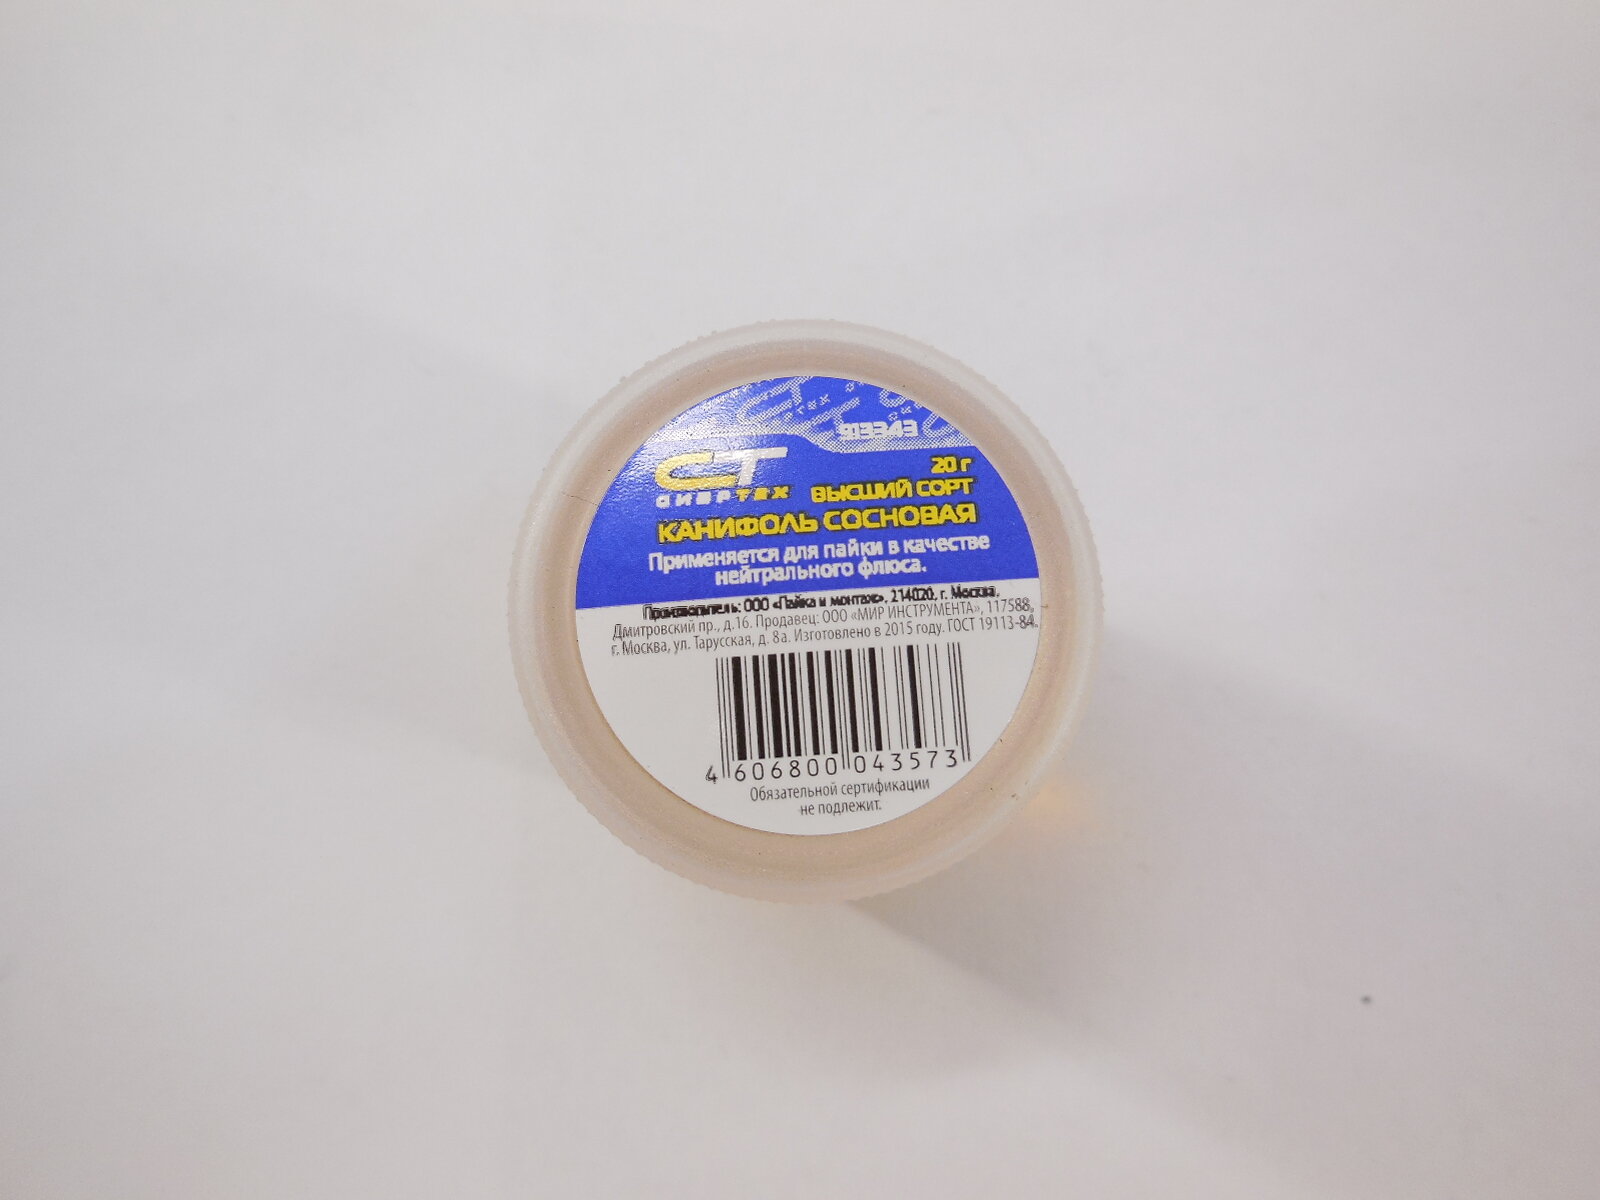 913343
СТ
20 г
СИБРТЕХ ВЫСШИЙ СОРТ
КАНИФОЛЬ СОСНОВАЯ
Применяется для пайки в качестве
нейтрального флюса.
Производитель: ООО «Пайка и монтаж», 214020, г. Москва,
Дмитровский пр., д.16. Продавец: ООО «МИР ИНСТРУМЕНТА», 117588,
г. Москва, ул. Тарусская, д. 8а. Изготовлено в 2015 году. ГОСТ 19113-84.
4 606800 043573
Обязательной сертификации
не подлежит.